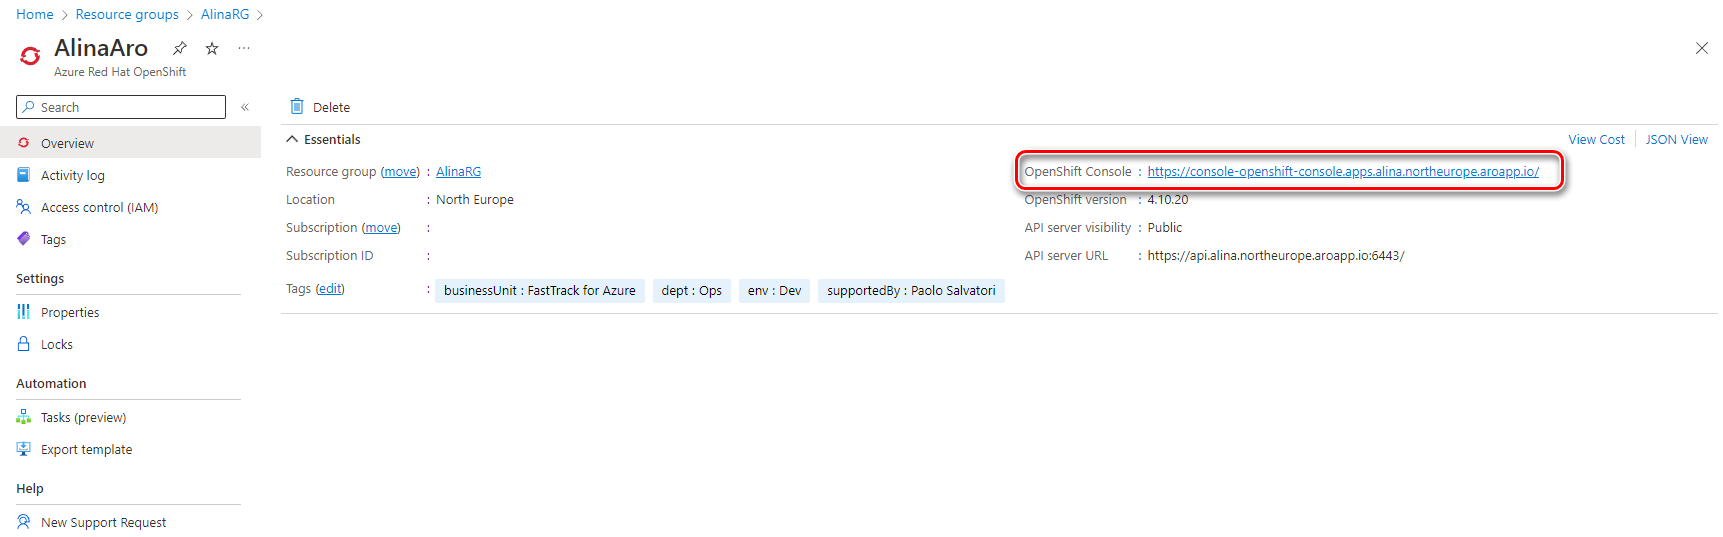 Home > Resource groups > AlinaRG >
AlinaAro
Azure Red Hat OpenShift
Search
Overview
Activity log
Access control (IAM)
Tags
Settings
Properties
Locks
Automation
Tasks (preview)
Export template
Help
New Support Request
Delete
Essentials
View Cost
JSON View
Resource group (move) : AlinaRG
Location : North Europe
Subscription (move) :
Subscription ID :
Tags (edit) : businessUnit : FastTrack for Azure dept : Ops env : Dev supportedBy : Paolo Salvatori
OpenShift Console : https://console-openshift-console.apps.alina.northeurope.aroapp.io/
OpenShift version : 4.10.20
API server visibility : Public
API server URL : https://api.alina.northeurope.aroapp.io:6443/